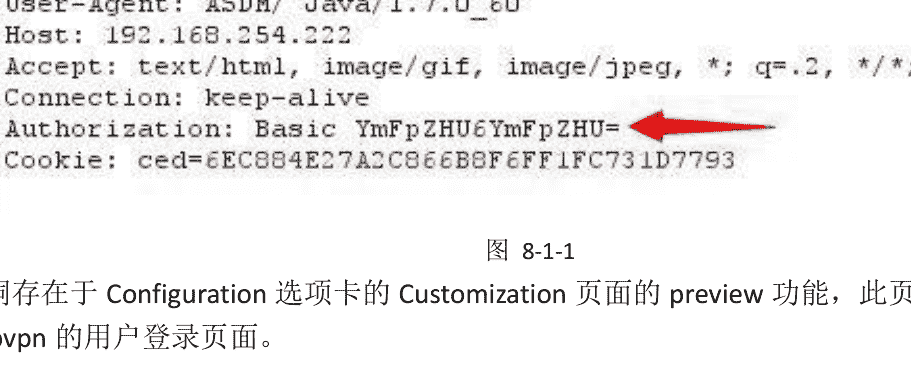 User-Agent: ASDM/ Java/1.7.0_60
Host: 192.168.254.222
Accept: text/html, image/gif, image/jpeg, *; q=.2, */*;
Connection: keep-alive
Authorization: Basic YmFpZHU6YmFpZHU=
Cookie: ced=6EC884E27A2C866B8F6FF1FC731D7793
图 8-1-1
存在于 Configuration 选项卡的 Customization 页面的 preview 功能，此页
vpn 的用户登录页面。